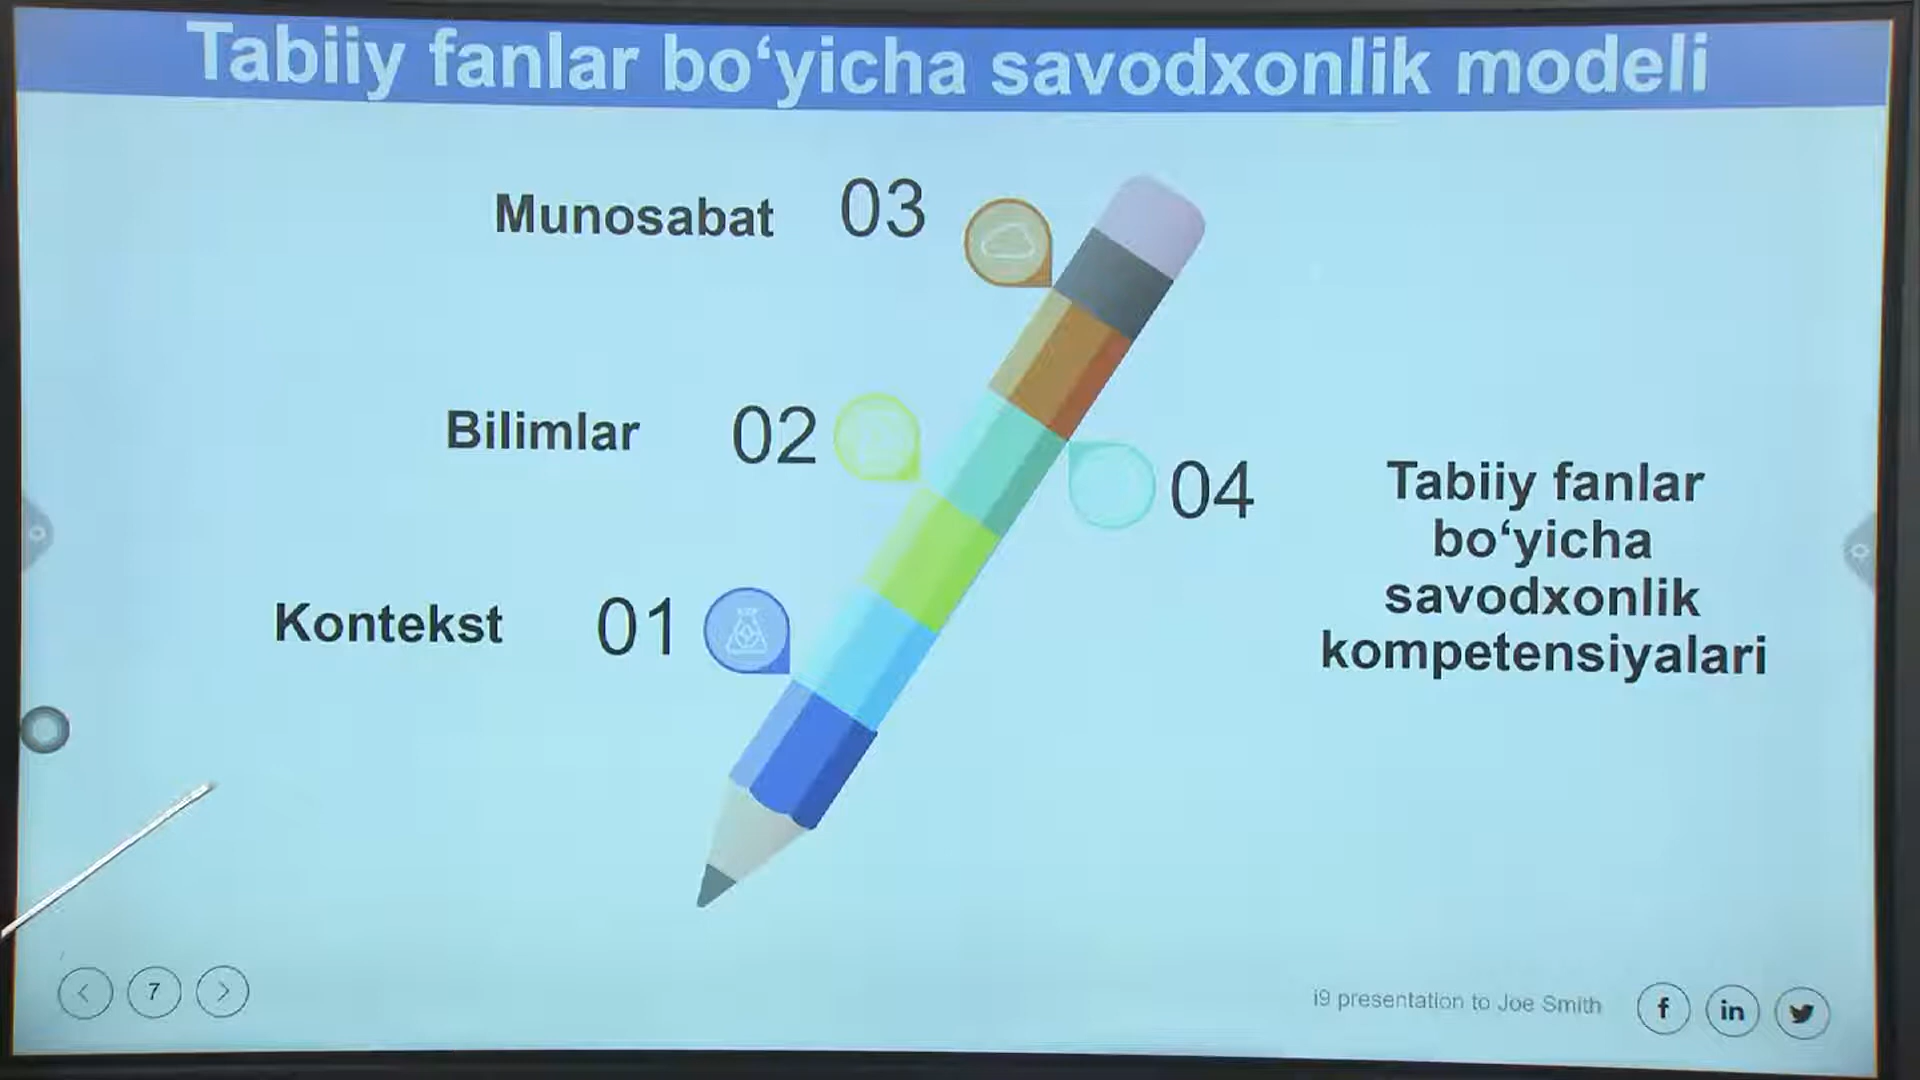 Tabiiy fanlar bo‘yicha savodxonlik modeli
Munosabat 03
Bilimlar 02
Kontekst 01
04 Tabiiy fanlar
bo‘yicha
savodxonlik
kompetensiyalari
7
i9 presentation to Joe Smith
f in